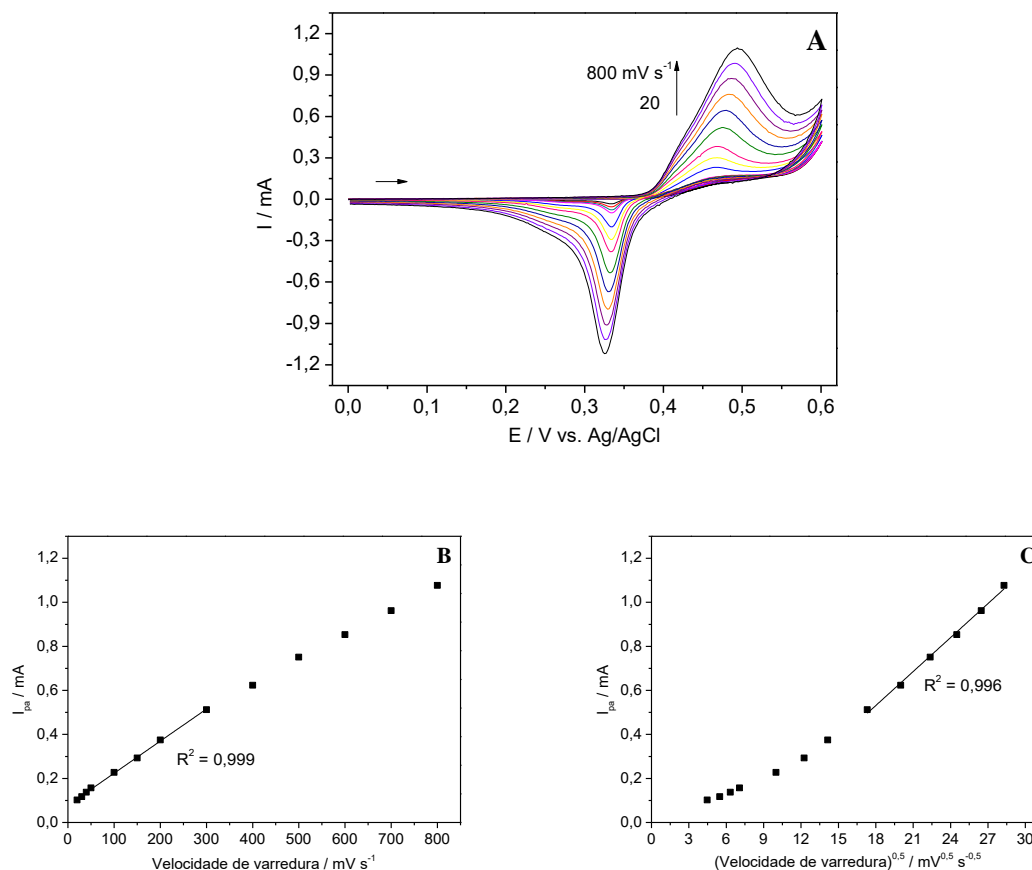 A
1,2
0,9
0,6
0,3
0,0
-0,3
-0,6
-0,9
-1,2
I / mA
800 mV s⁻¹
20
0,0 0,1 0,2 0,3 0,4 0,5 0,6
E / V vs. Ag/AgCl
B
1,2
1,0
0,8
0,6
0,4
0,2
0,0
I_pa / mA
R² = 0,999
0 100 200 300 400 500 600 700 800
Velocidade de varredura / mV s⁻¹
C
1,2
1,0
0,8
0,6
0,4
0,2
0,0
I_pa / mA
R² = 0,996
0 3 6 9 12 15 18 21 24 27 30
(Velocidade de varredura)^0,5 / mV^0,5 s^-0,5